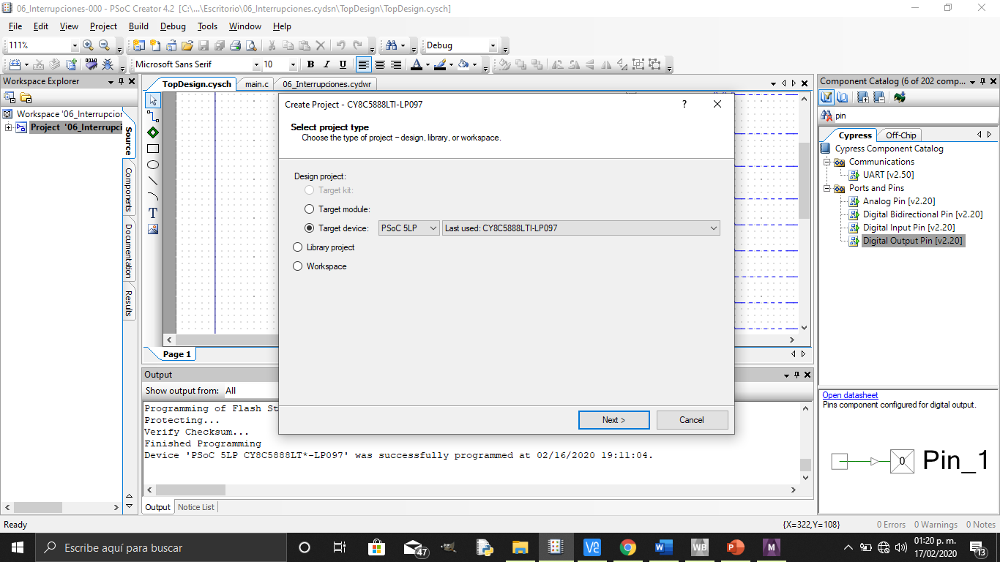 06_Interrupciones-000 - PSoC Creator 4.2 [C:\...\Escritorio\06_Interrupciones.cydsn\TopDesign\TopDesign.cysch]
File Edit View Project Build Debug Tools Window Help
111%
Debug
Microsoft Sans Serif 10 B I U A
Workspace Explorer
Workspace '06_Interrupcion
Project '06_Interrupci
Source
Components
Documentation
Results
TopDesign.cysch main.c 06_Interrupciones.cydwr
T
Page 1
Create Project - CY8C5888LTI-LP097
?
Select project type
Choose the type of project – design, library, or workspace.
Design project:
Target kit:
Target module:
Target device: PSoC 5LP Last used: CY8C5888LTI-LP097
Library project
Workspace
Next > Cancel
Output
Show output from: All
Programming of Flash St
Protecting...
Verify Checksum...
Finished Programming
Device 'PSoC 5LP CY8C5888LT*-LP097' was successfully programmed at 02/16/2020 19:11:04.
Output Notice List
Component Catalog (6 of 202 comp...
pin
Cypress Off-Chip
Cypress Component Catalog
Communications
UART [v2.50]
Ports and Pins
Analog Pin [v2.20]
Digital Bidirectional Pin [v2.20]
Digital Input Pin [v2.20]
Digital Output Pin [v2.20]
Open datasheet
Pins component configured for digital output.
0 Pin_1
Ready {X=322,Y=108} 0 Errors 0 Warnings 0 Notes
Escribe aquí para buscar
47
W
WB
P
M
01:20 p. m.
17/02/2020
13